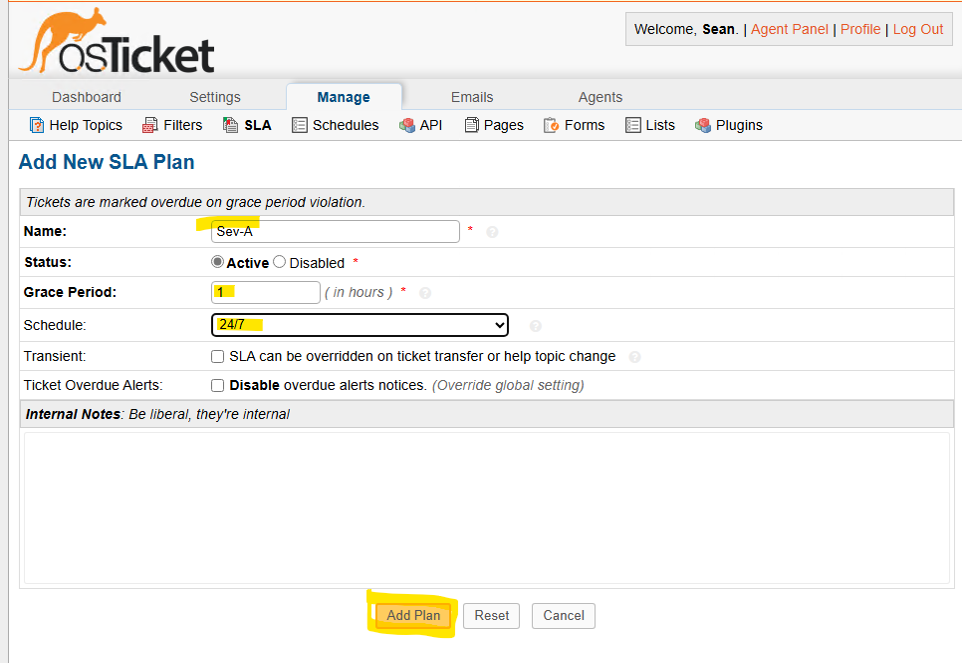 osTicket
Welcome, Sean. | Agent Panel | Profile | Log Out
Dashboard Settings Manage Emails Agents
Help Topics Filters SLA Schedules API Pages Forms Lists Plugins
Add New SLA Plan
Tickets are marked overdue on grace period violation.
Name: Sev-A * ?
Status: Active Disabled *
Grace Period: 1 ( in hours ) * ?
Schedule: 24/7 ?
Transient: SLA can be overridden on ticket transfer or help topic change ?
Ticket Overdue Alerts: Disable overdue alerts notices. (Override global setting)
Internal Notes: Be liberal, they're internal
Add Plan Reset Cancel